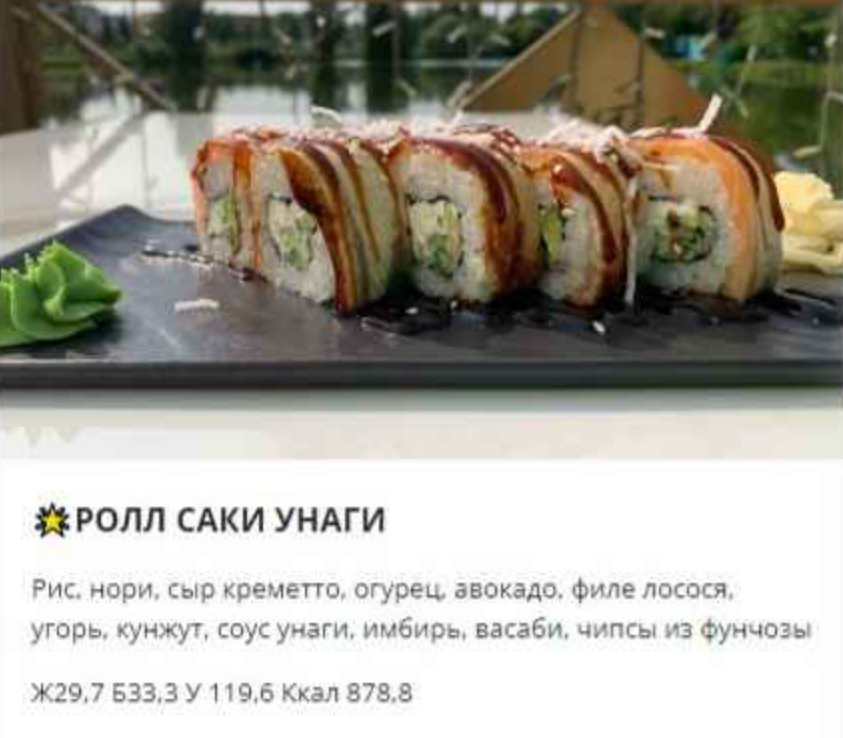 РОЛЛ САКИ УНАГИ
Рис, нори, сыр креметто, огурец, авокадо, филе лосося,
угорь, кунжут, соус унаги, имбирь, васаби, чипсы из фунчозы
Ж29,7 Б33,3 У 119,6 Ккал 878,8